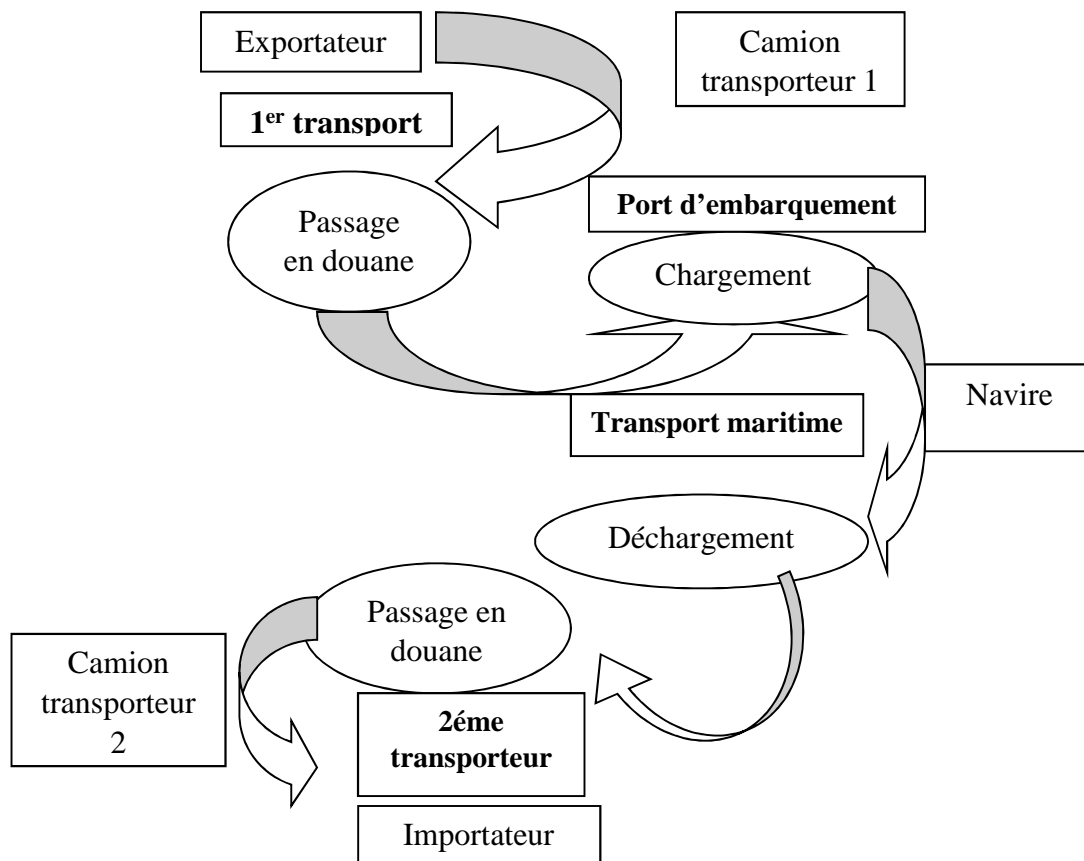 Exportateur
Camion
transporteur 1
1er transport
Passage
en douane
Port d’embarquement
Chargement
Navire
Transport maritime
Déchargement
Passage en
douane
Camion
transporteur
2
2éme
transporteur
Importateur